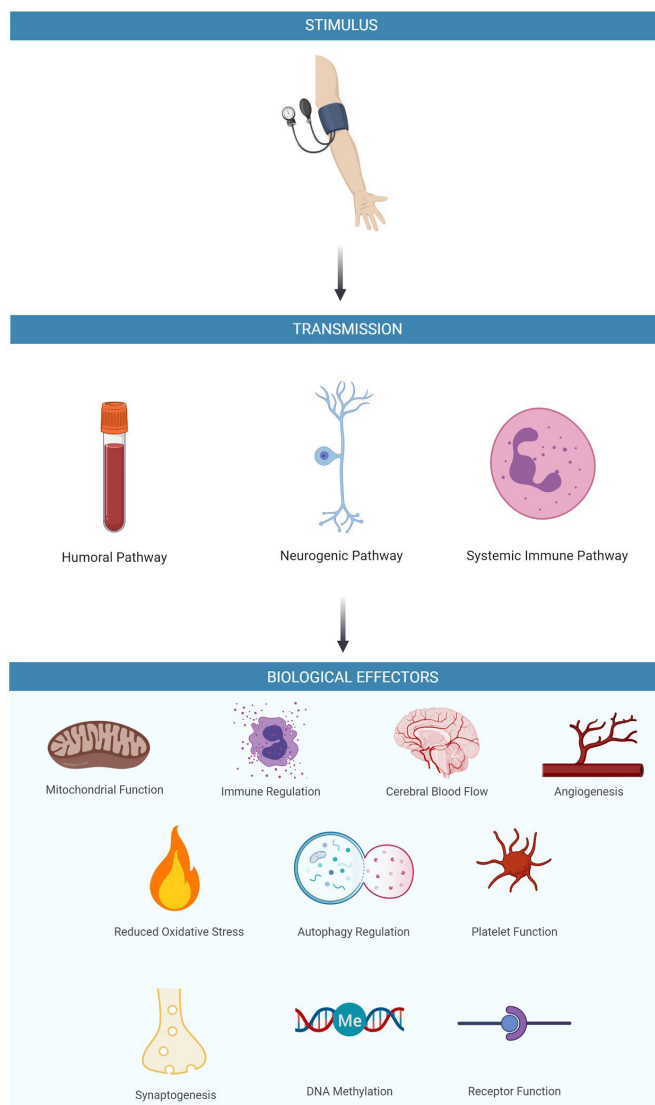 STIMULUS
TRANSMISSION
Humoral Pathway
Neurogenic Pathway
Systemic Immune Pathway
BIOLOGICAL EFFECTORS
Mitochondrial Function
Immune Regulation
Cerebral Blood Flow
Angiogenesis
Reduced Oxidative Stress
Autophagy Regulation
Platelet Function
Me
Synaptogenesis
DNA Methylation
Receptor Function